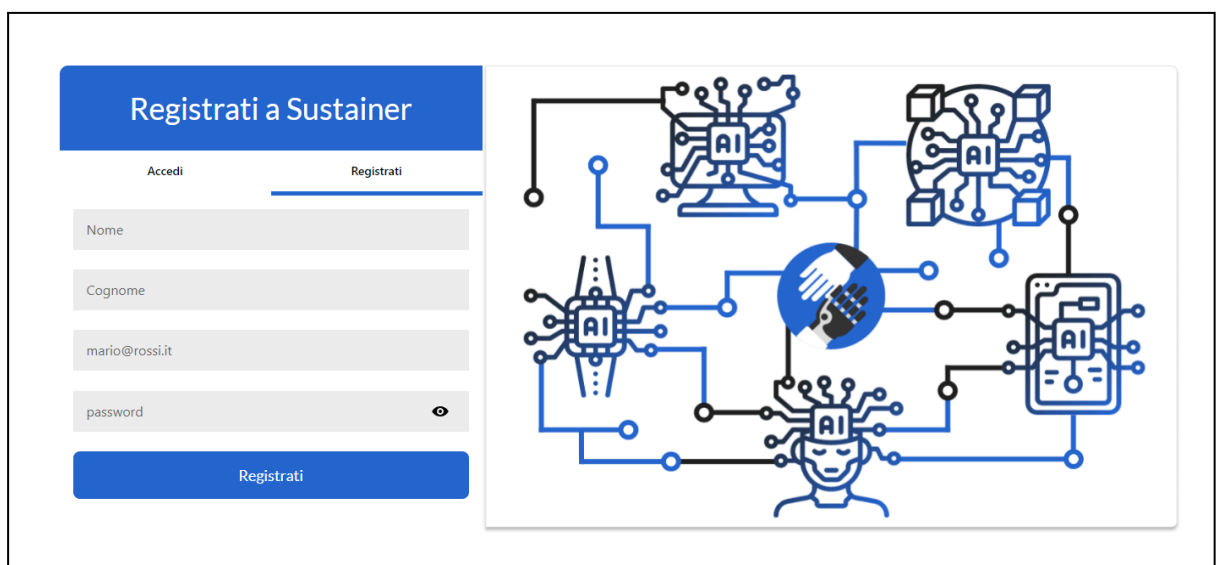 Registrati a Sustainer
Accedi
Registrati
Nome
Cognome
mario@rossi.it
password
Registrati
AI
AI
AI
AI
AI